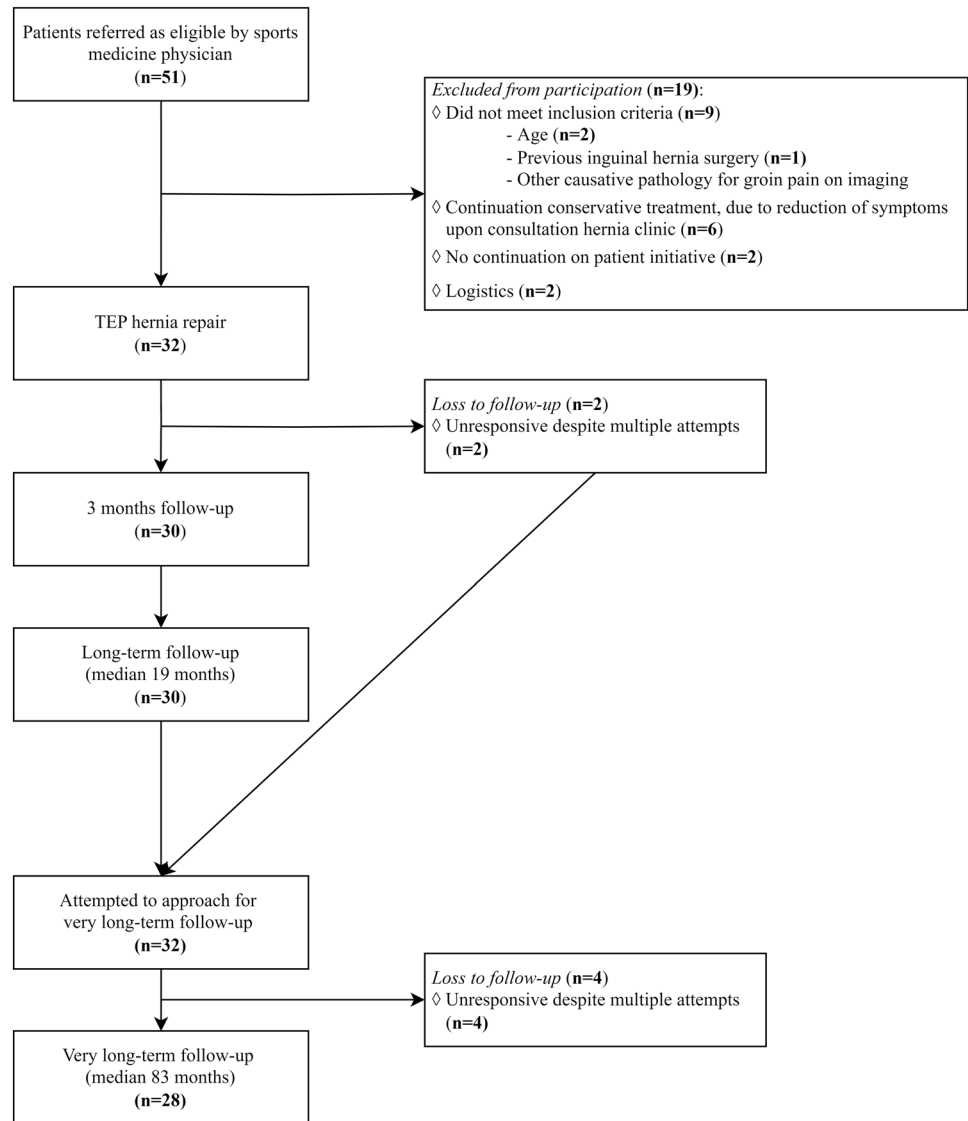 Patients referred as eligible by sports
medicine physician
(n=51)
Excluded from participation (n=19):
◊ Did not meet inclusion criteria (n=9)
- Age (n=2)
- Previous inguinal hernia surgery (n=1)
- Other causative pathology for groin pain on imaging
◊ Continuation conservative treatment, due to reduction of symptoms
upon consultation hernia clinic (n=6)
◊ No continuation on patient initiative (n=2)
◊ Logistics (n=2)
TEP hernia repair
(n=32)
Loss to follow-up (n=2)
◊ Unresponsive despite multiple attempts
(n=2)
3 months follow-up
(n=30)
Long-term follow-up
(median 19 months)
(n=30)
Attempted to approach for
very long-term follow-up
(n=32)
Loss to follow-up (n=4)
◊ Unresponsive despite multiple attempts
(n=4)
Very long-term follow-up
(median 83 months)
(n=28)